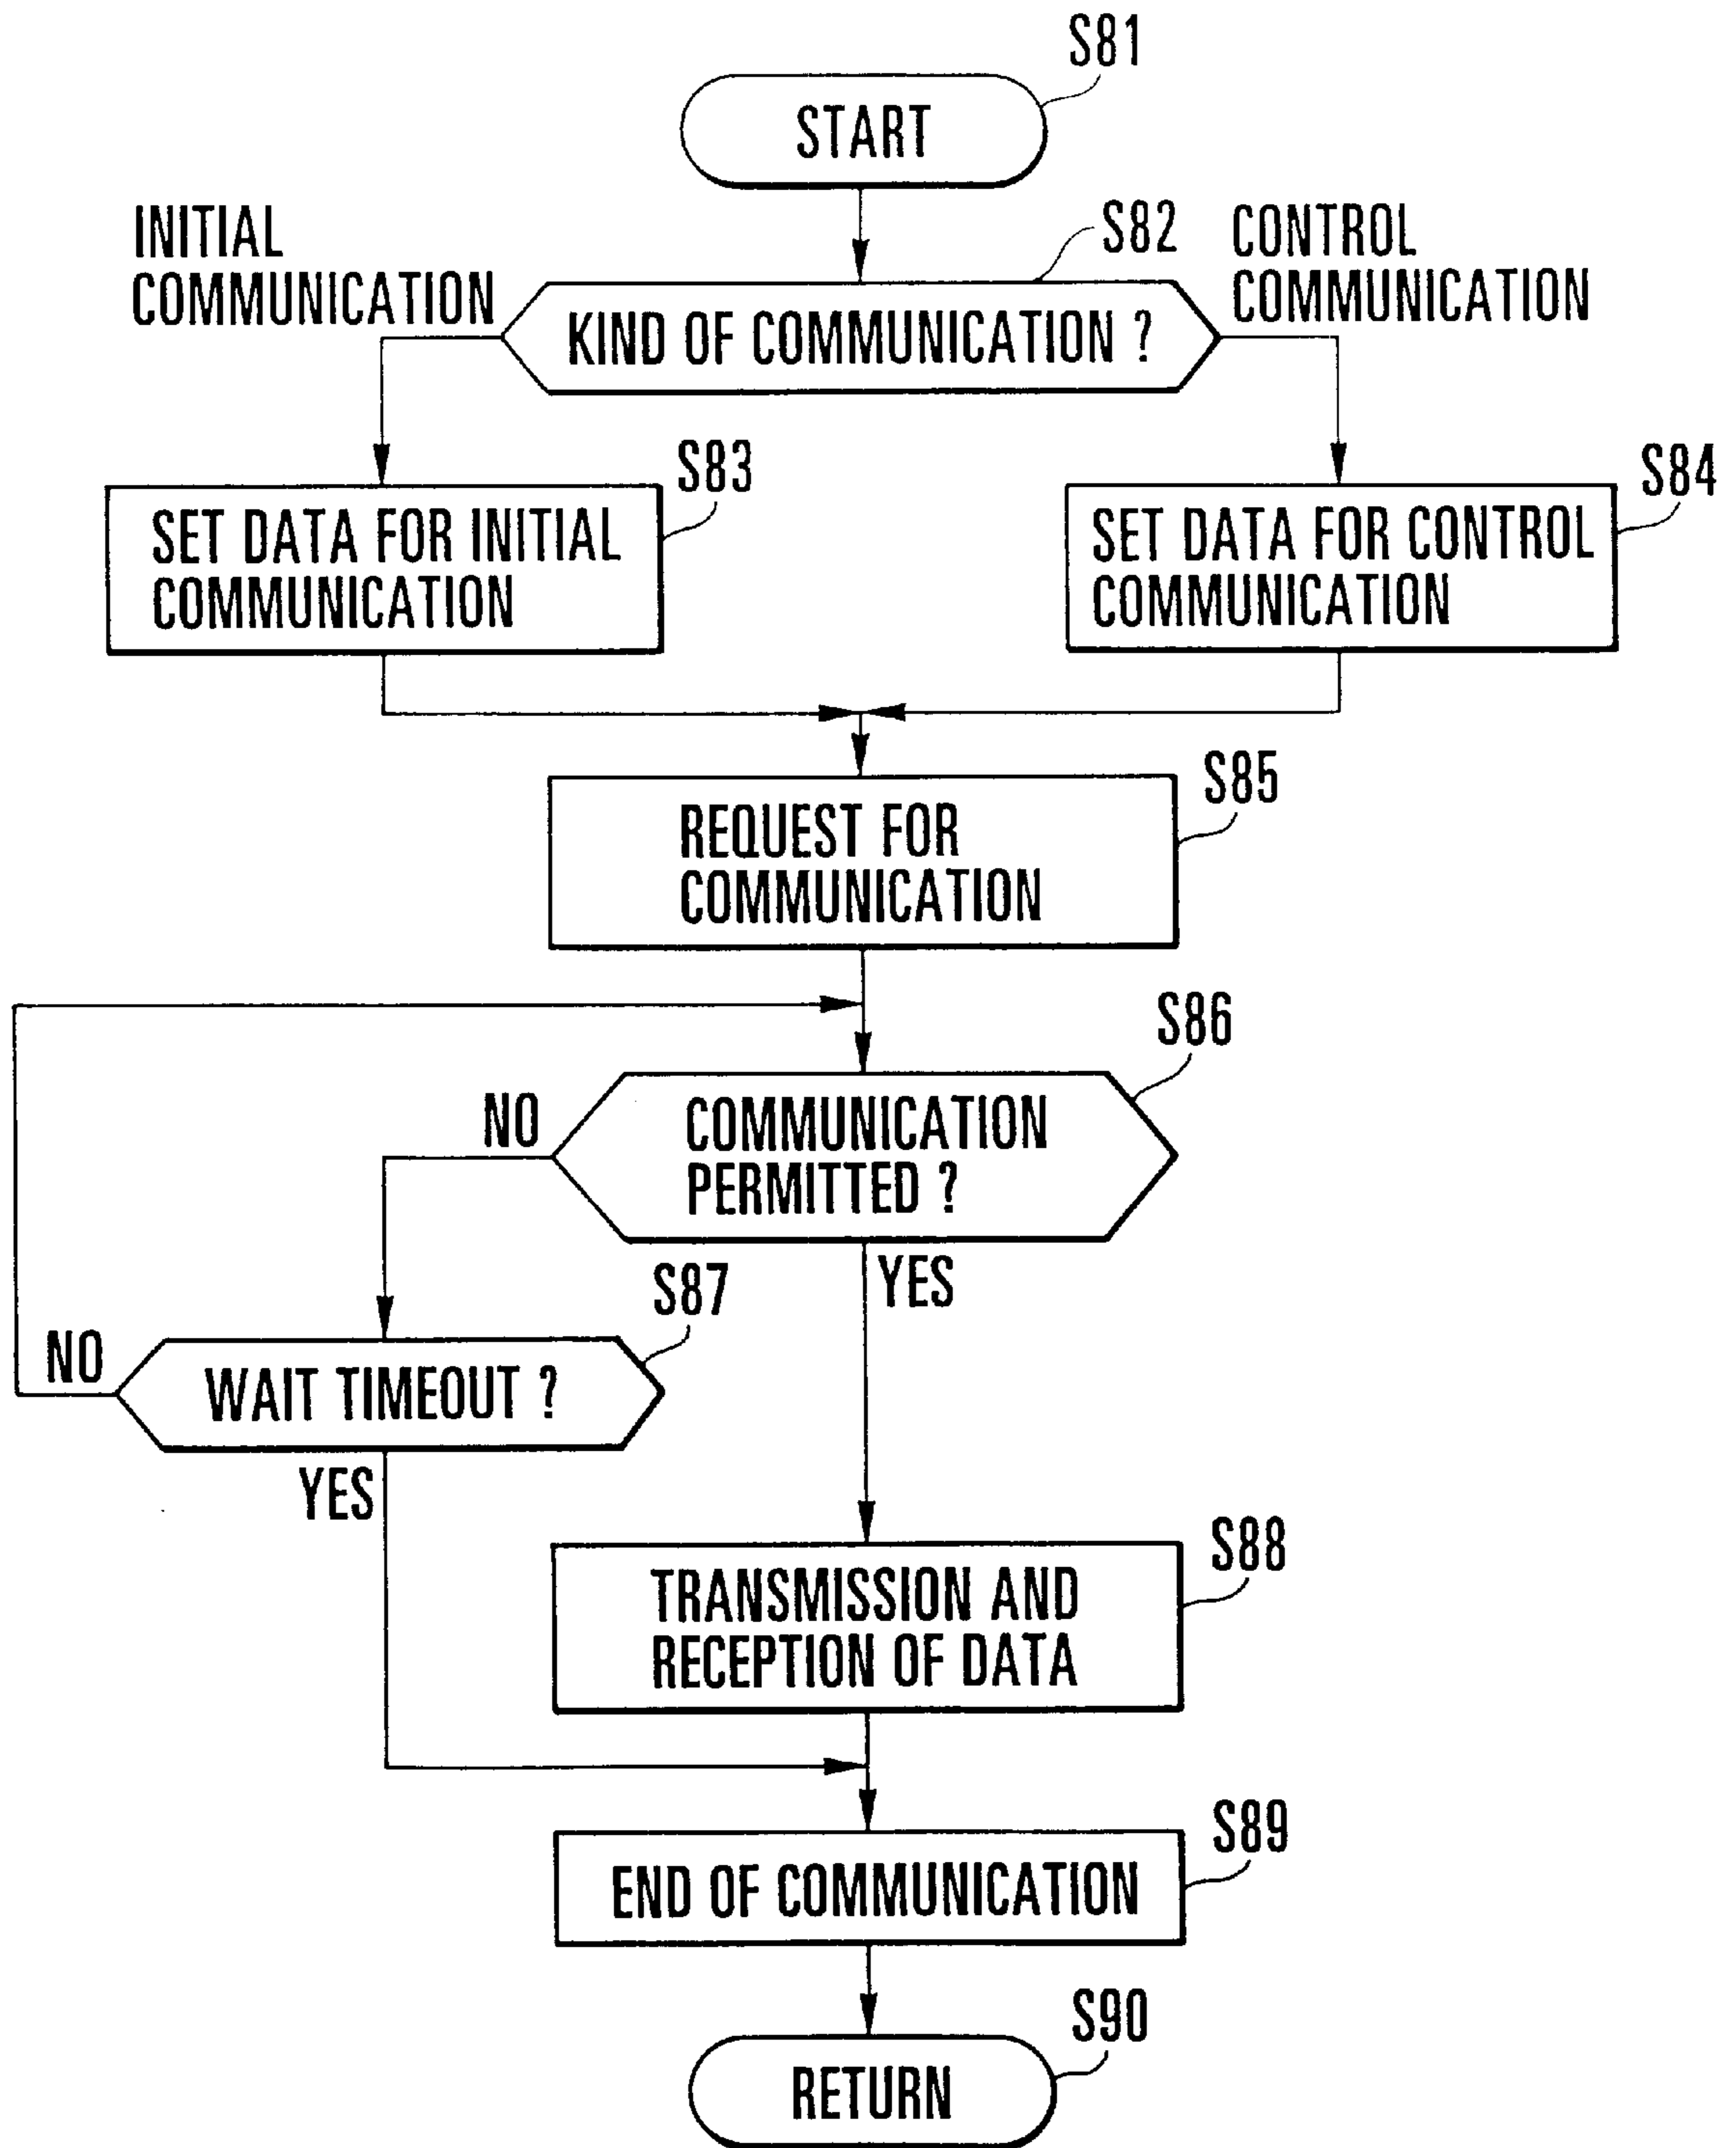 S81
START
S82
INITIAL
COMMUNICATION
CONTROL
COMMUNICATION
KIND OF COMMUNICATION ?
S83
SET DATA FOR INITIAL
COMMUNICATION
S84
SET DATA FOR CONTROL
COMMUNICATION
S85
REQUEST FOR
COMMUNICATION
S86
COMMUNICATION
PERMITTED ?
NO
YES
S87
WAIT TIMEOUT ?
NO
YES
S88
TRANSMISSION AND
RECEPTION OF DATA
S89
END OF COMMUNICATION
S90
RETURN